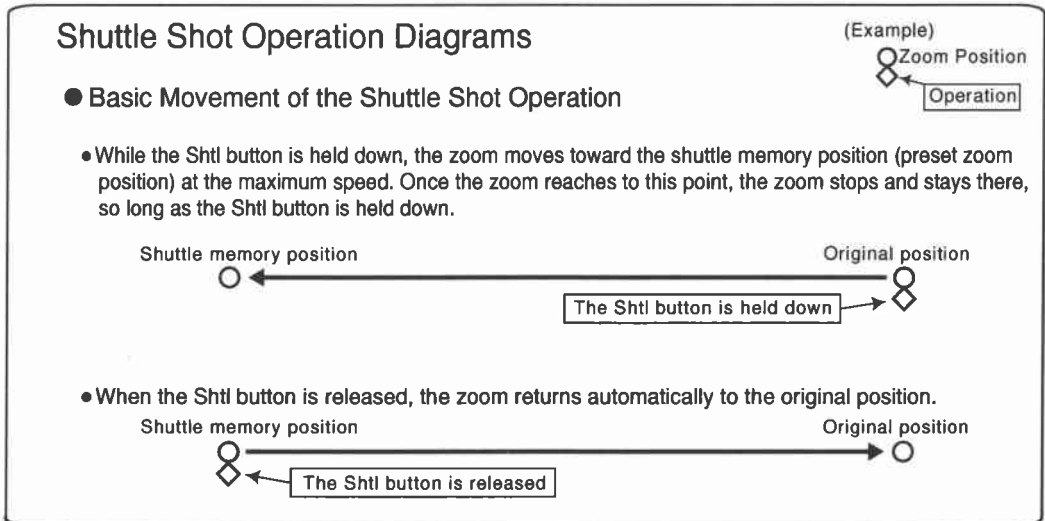 Shuttle Shot Operation Diagrams
(Example)
Zoom Position
Operation
● Basic Movement of the Shuttle Shot Operation
● While the Shtl button is held down, the zoom moves toward the shuttle memory position (preset zoom
position) at the maximum speed. Once the zoom reaches to this point, the zoom stops and stays there,
so long as the Shtl button is held down.
Shuttle memory position
Original position
The Shtl button is held down
● When the Shtl button is released, the zoom returns automatically to the original position.
Shuttle memory position
Original position
The Shtl button is released